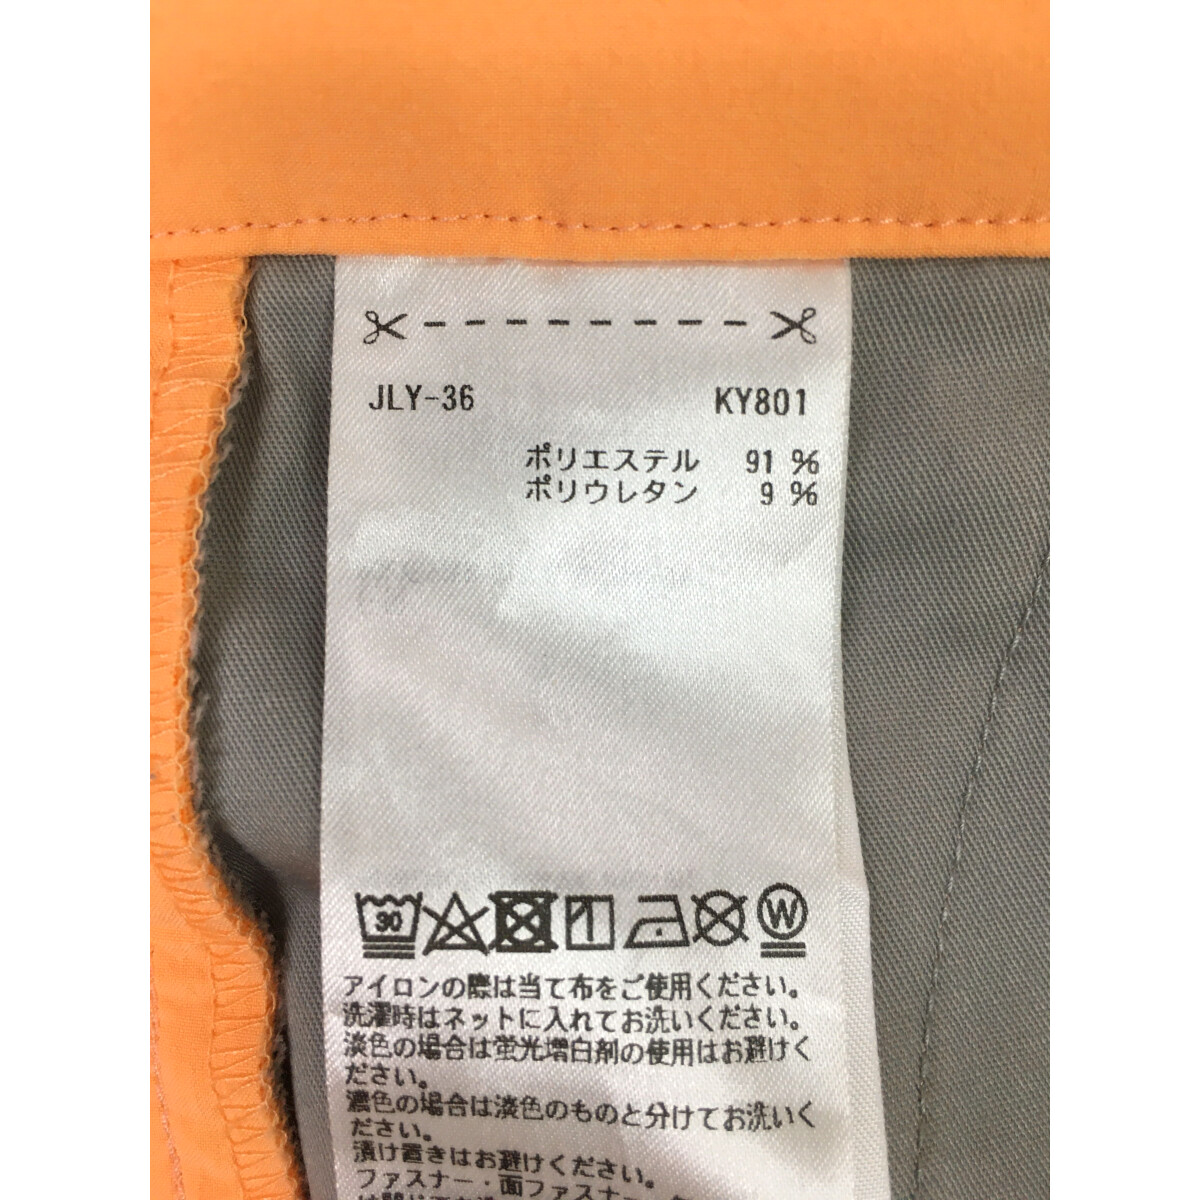 JLY-36 KY801
ポリエステル 91 %
ポリウレタン 9 %
30 W
アイロンの際は当て布をご使用ください。
洗濯時はネットに入れてお洗いください。
淡色の場合は蛍光増白剤の使用はお避けく
ださい。
濃色の場合は淡色のものと分けてお洗いく
ださい。
漬け置きはお避けください。
ファスナー・面ファスナー